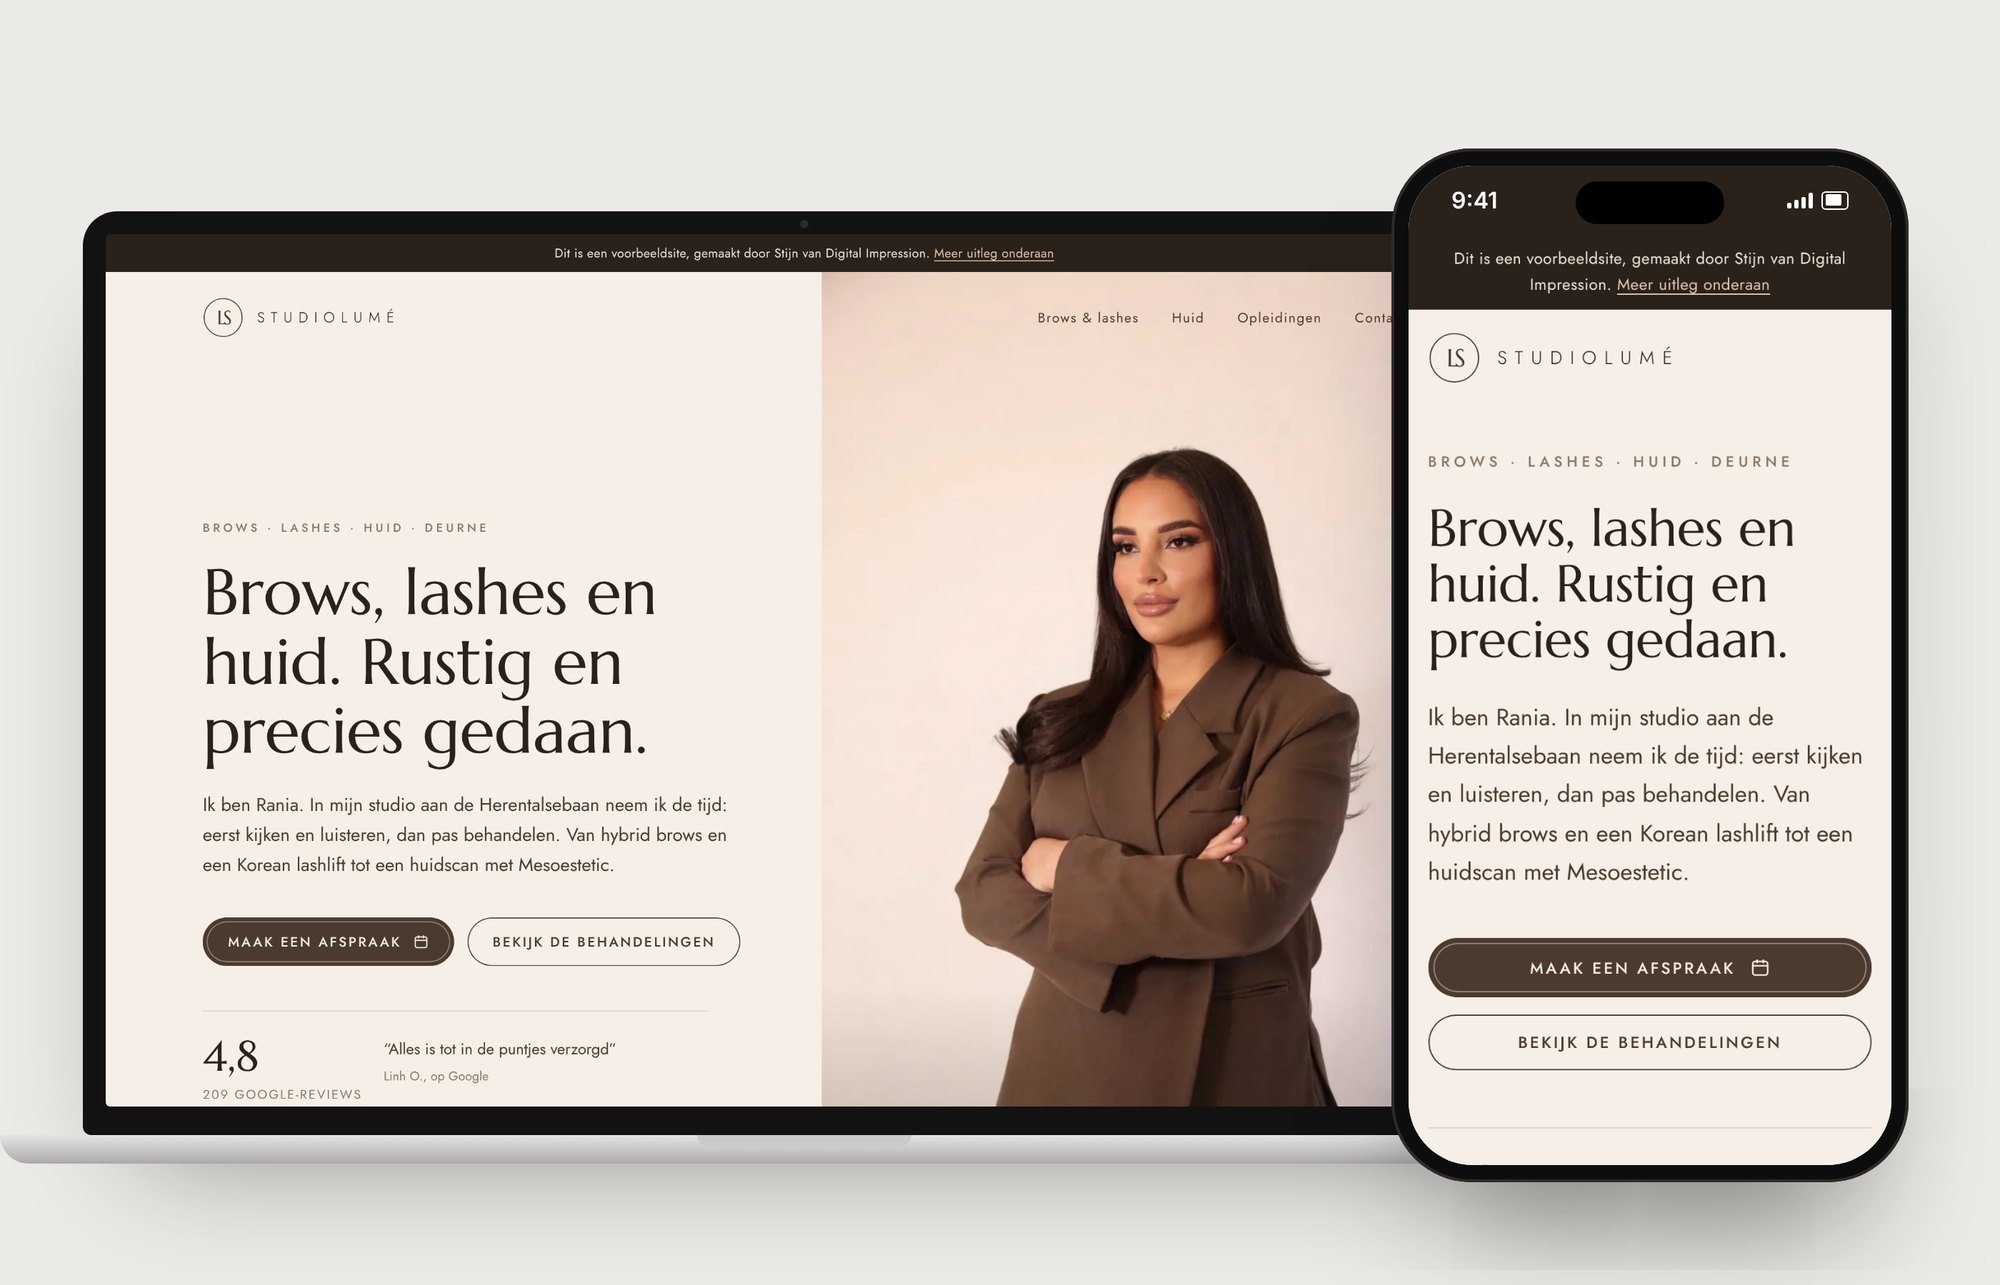 Dit is een voorbeeldsite, gemaakt door Stijn van Digital Impression. Meer uitleg onderaan
LS STUDIOLUMÉ
Brows & lashes Huid Opleidingen
BROWS · LASHES · HUID · DEURNE
Brows, lashes en
huid. Rustig en
precies gedaan.
Ik ben Rania. In mijn studio aan de Herentalsebaan neem ik de tijd:
eerst kijken en luisteren, dan pas behandelen. Van hybrid brows en
een Korean lashlift tot een huidscan met Mesoestetic.
MAAK EEN AFSPRAAK
BEKIJK DE BEHANDELINGEN
4,8
209 GOOGLE-REVIEWS
“Alles is tot in de puntjes verzorgd”
Linh O., op Google
9:41
Dit is een voorbeeldsite, gemaakt door Stijn van Digital
Impression. Meer uitleg onderaan
LS STUDIOLUMÉ
BROWS · LASHES · HUID · DEURNE
Brows, lashes en
huid. Rustig en
precies gedaan.
Ik ben Rania. In mijn studio aan de
Herentalsebaan neem ik de tijd: eerst kijken
en luisteren, dan pas behandelen. Van
hybrid brows en een Korean lashlift tot een
huidscan met Mesoestetic.
MAAK EEN AFSPRAAK
BEKIJK DE BEHANDELINGEN